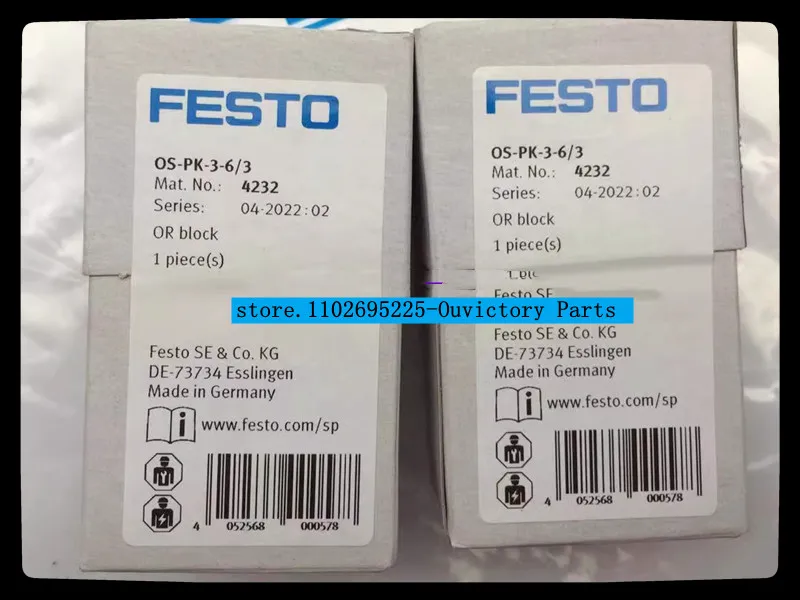 FESTO
OS-PK-3-6/3
Mat. No.: 4232
Series: 04-2022:02
OR block
1 piece(s)
Festo SE & Co. KG
DE-73734 Esslingen
Made in Germany
i www.festo.com/sp
4 052568 000578
FESTO
OS-PK-3-6/3
Mat. No.: 4232
Series: 04-2022:02
OR block
1 piece(s)
Festo SE
Festo SE & Co. KG
DE-73734 Esslingen
Made in Germany
i www.festo.com/sp
4 052568 000578
store.1102695225-Ouvictory Parts